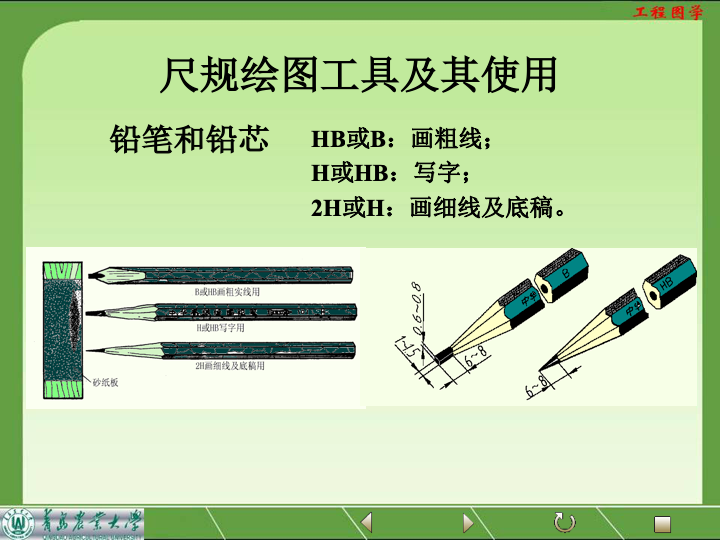 工程图学
尺规绘图工具及其使用
铅笔和铅芯
HB或B：画粗线；
H或HB：写字；
2H或H：画细线及底稿。
B或HB画粗实线用
H或HB写字用
2H画细线及底稿用
砂纸板
B
HB
中华
中华
0.6~0.8
6~8
6~8
青岛农业大学